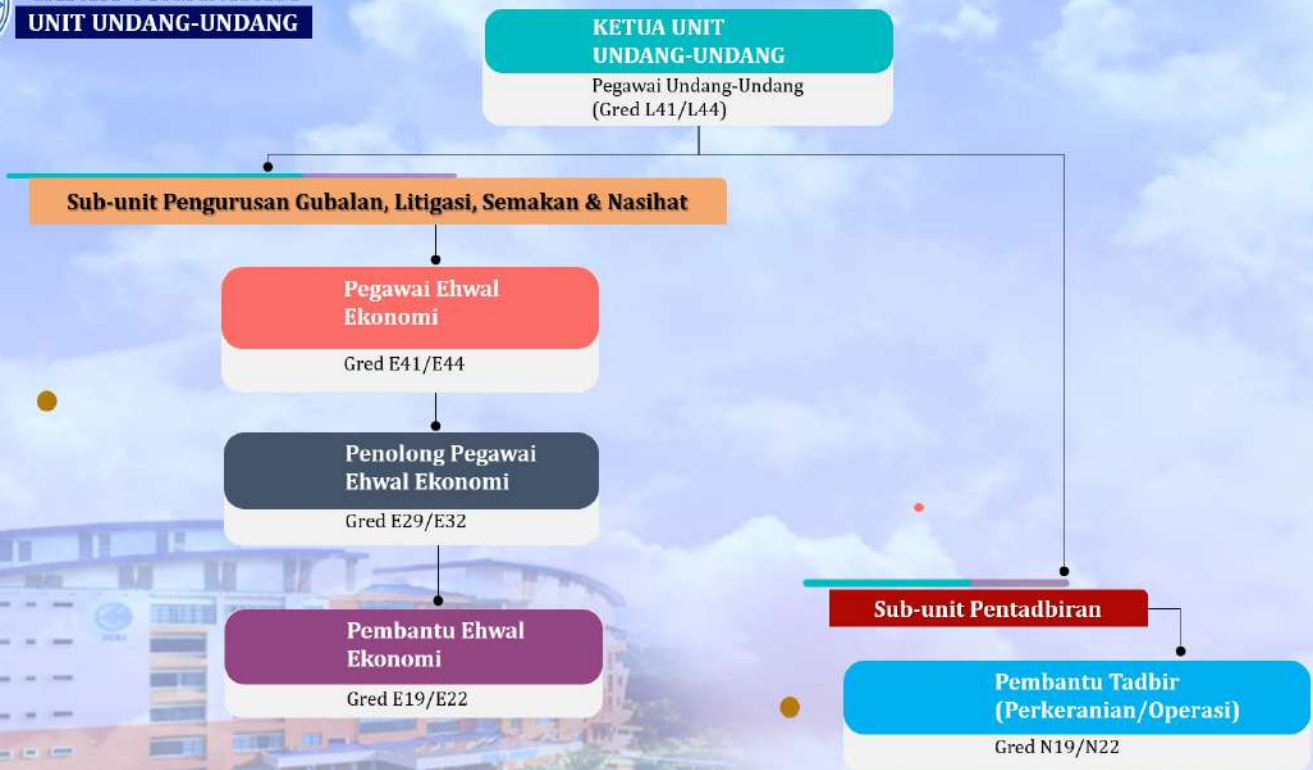 UNIT UNDANG-UNDANG
KETUA UNIT
UNDANG-UNDANG
Pegawai Undang-Undang
(Gred L41/L44)
Sub-unit Pengurusan Gubalan, Litigasi, Semakan & Nasihat
Pegawai Ehwal
Ekonomi
Gred E41/E44
Penolong Pegawai
Ehwal Ekonomi
Gred E29/E32
Pembantu Ehwal
Ekonomi
Gred E19/E22
Sub-unit Pentadbiran
Pembantu Tadbir
(Perkeranian/Operasi)
Gred N19/N22